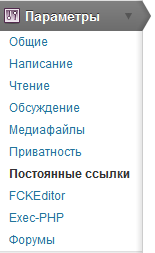 Параметры
Общие
Написание
Чтение
Обсуждение
Медиафайлы
Приватность
Постоянные ссылки
FCKEditor
Exec-PHP
Форумы